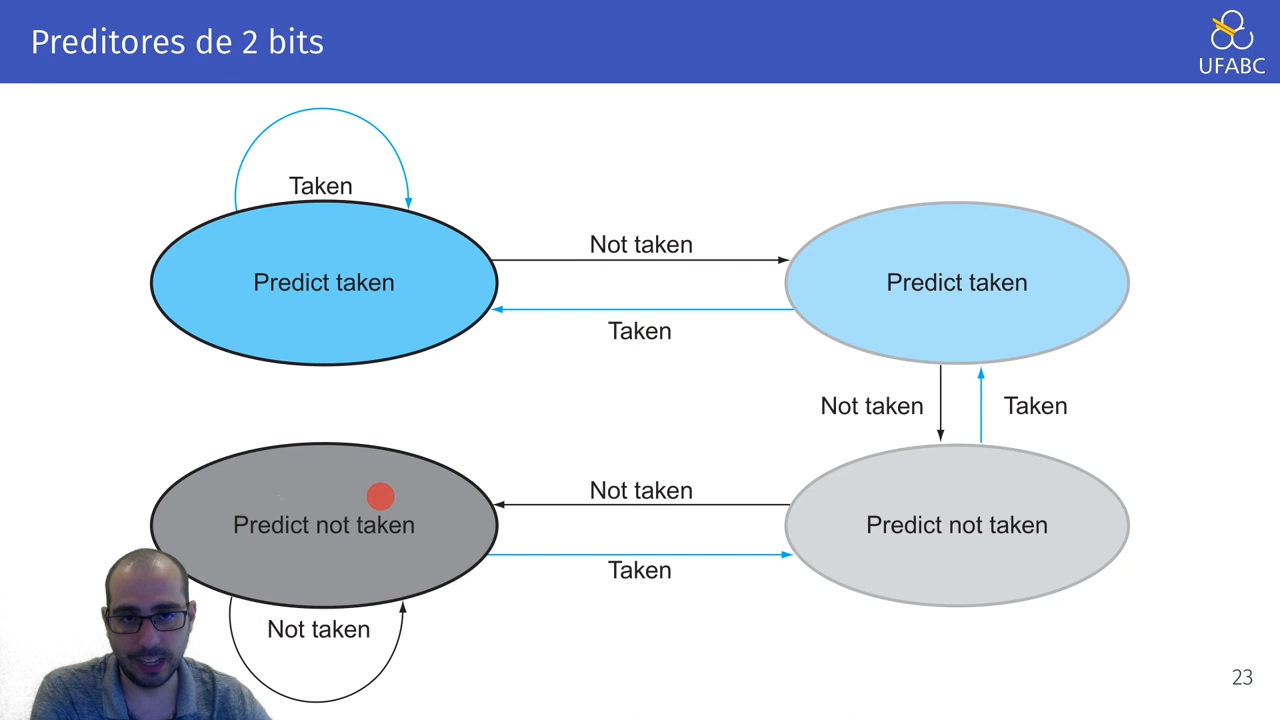 Preditores de 2 bits
UFABC
Taken
Predict taken
Not taken
Taken
Predict taken
Not taken
Taken
Predict not taken
Not taken
Taken
Predict not taken
Not taken
23